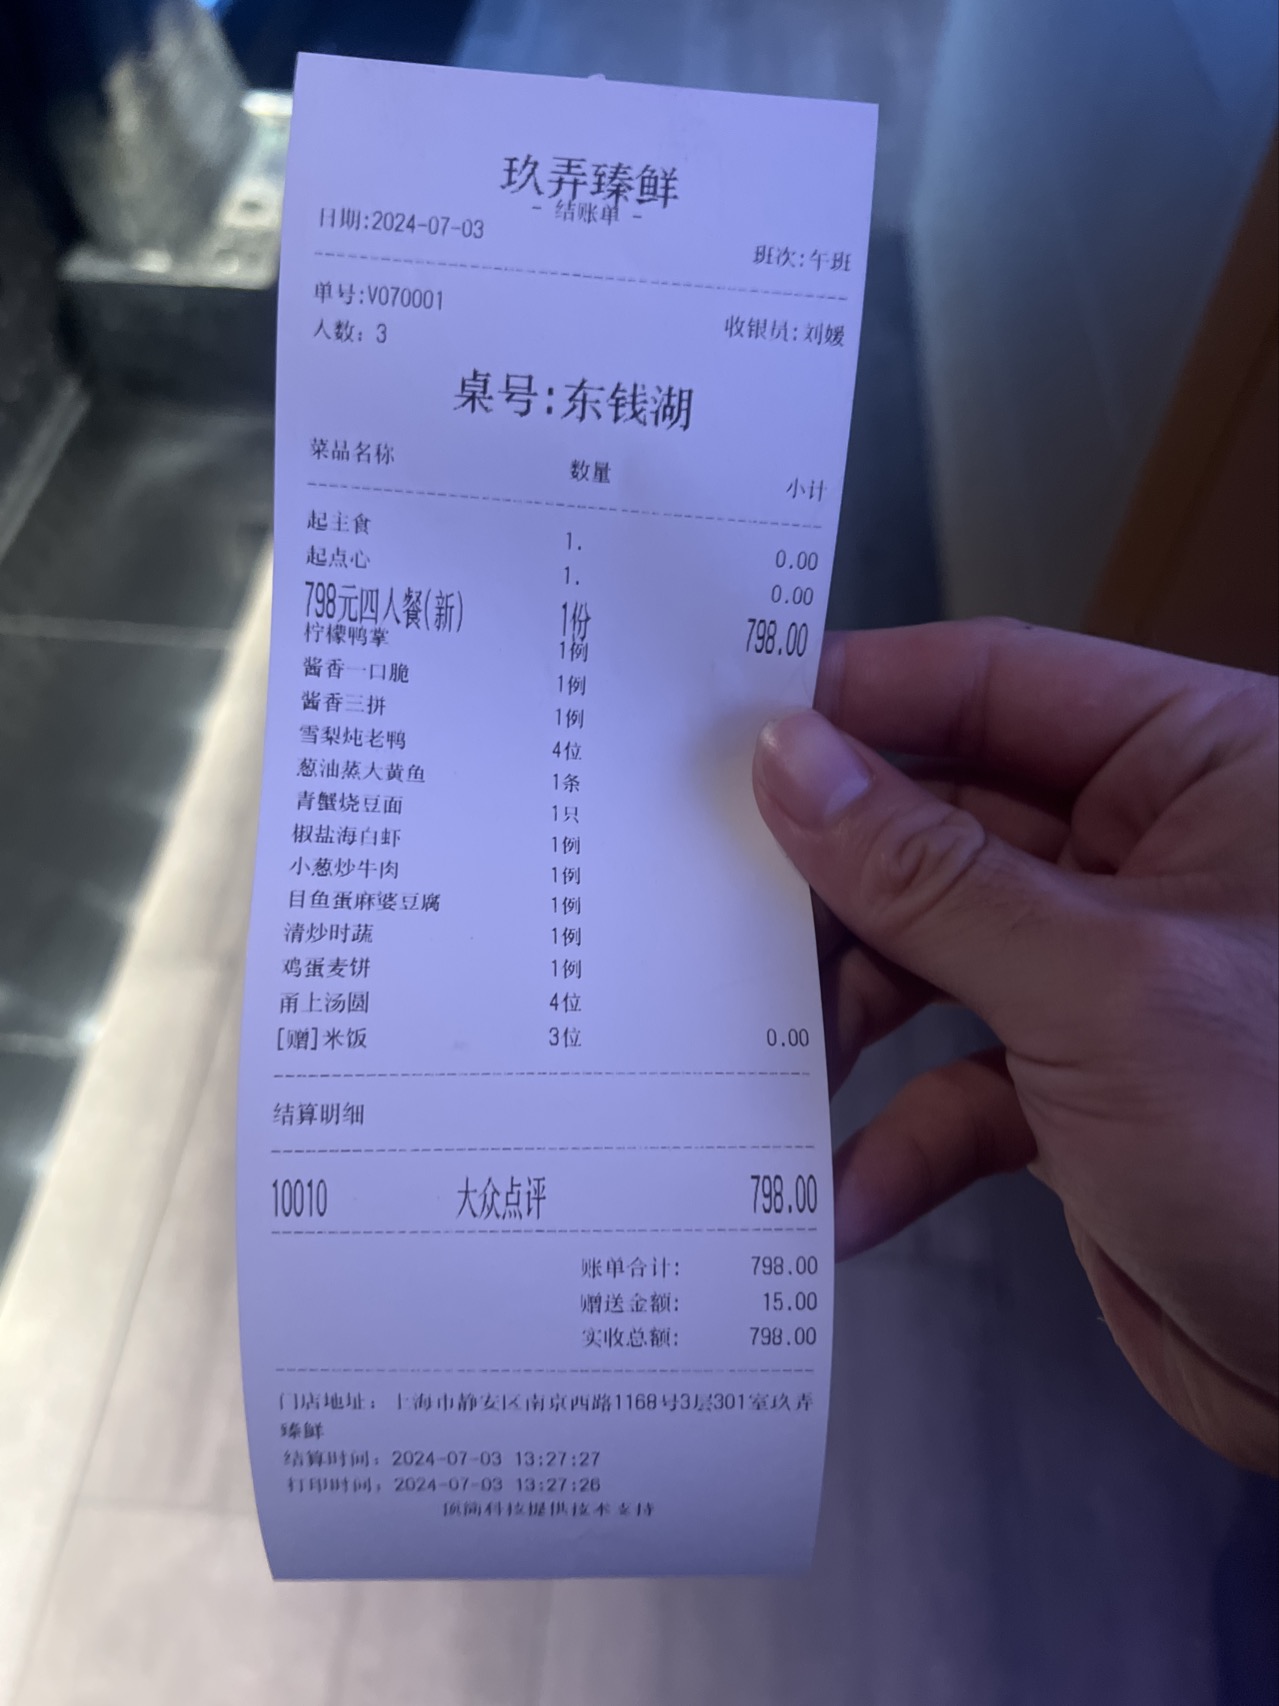 玖弄臻鲜
- 结账单 -
日期:2024-07-03
班次:午班
单号:V070001
收银员:刘媛
人数: 3
桌号:东钱湖
菜品名称 数量 小计
起主食 1. 0.00
起点心 1. 0.00
798元四人餐(新) 1份 798.00
柠檬鸭掌 1例
酱香一口脆 1例
酱香三拼 1例
雪梨炖老鸭 4位
葱油蒸大黄鱼 1条
青蟹烧豆面 1只
椒盐海白虾 1例
小葱炒牛肉 1例
目鱼蛋麻婆豆腐 1例
清炒时蔬 1例
鸡蛋麦饼 1例
甬上汤圆 4位
[赠]米饭 3位 0.00
结算明细
10010 大众点评 798.00
账单合计: 798.00
赠送金额: 15.00
实收总额: 798.00
门店地址: 上海市静安区南京西路1168号3层301室玖弄
臻鲜
结算时间: 2024-07-03 13:27:27
打印时间: 2024-07-03 13:27:26
科技提供技术支持